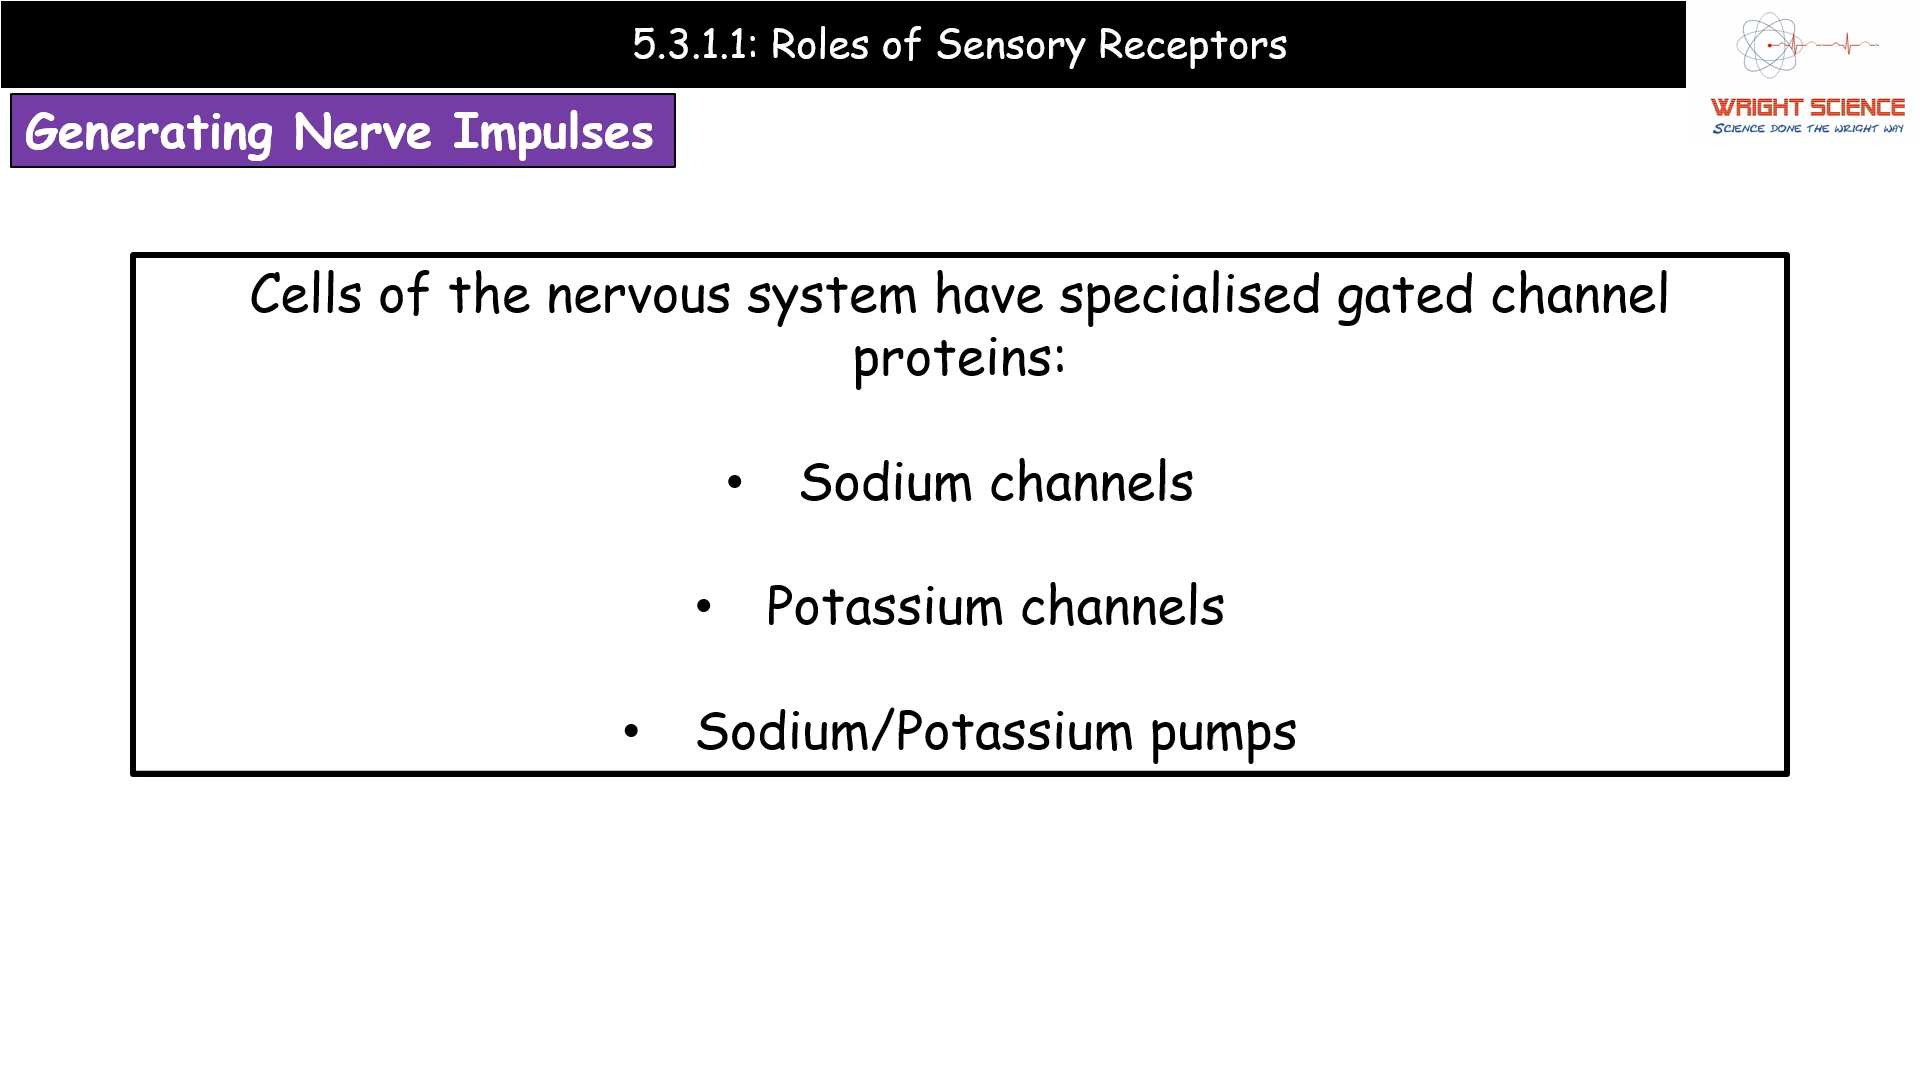 5.3.1.1: Roles of Sensory Receptors
WRIGHT SCIENCE
SCIENCE DONE THE WRIGHT WAY
Generating Nerve Impulses
Cells of the nervous system have specialised gated channel
proteins:
• Sodium channels
• Potassium channels
• Sodium/Potassium pumps